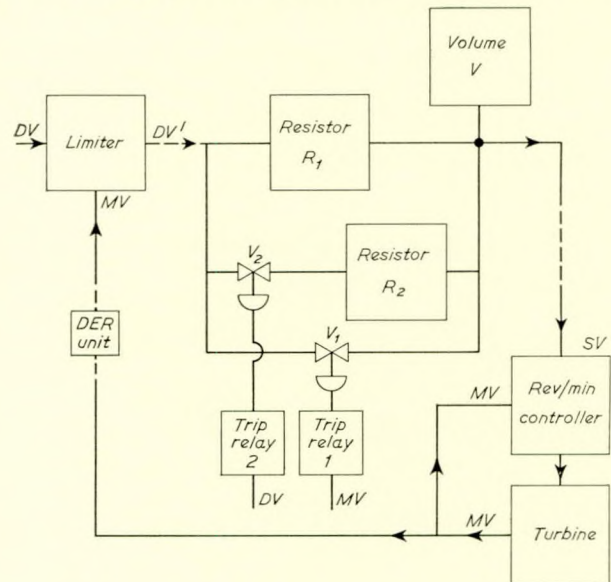 Volume
V
DV
Limiter
DV'
Resistor
R1
MV
V2
Resistor
R2
DER
unit
V1
SV
MV
Rev/min
controller
Trip
relay
2
Trip
relay
1
DV
MV
MV
Turbine